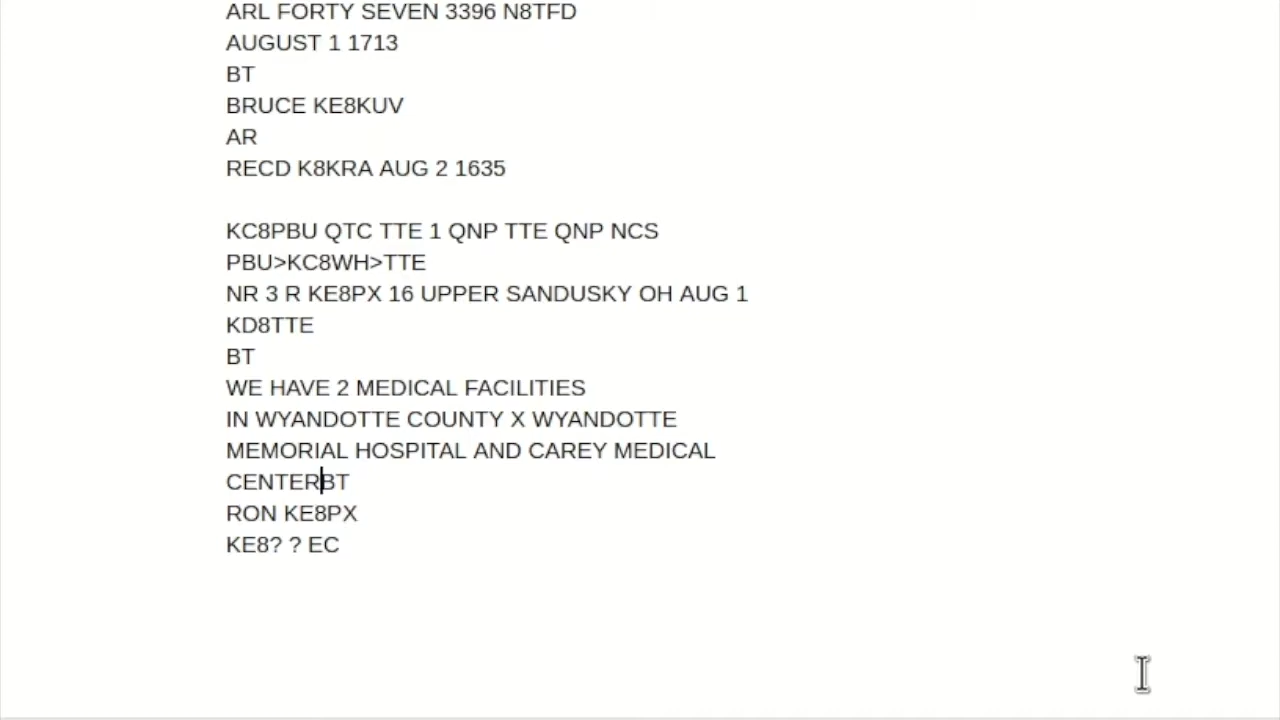 ARL FORTY SEVEN 3396 N8TFD
AUGUST 1 1713
BT
BRUCE KE8KUV
AR
RECD K8KRA AUG 2 1635
KC8PBU QTC TTE 1 QNP TTE QNP NCS
PBU>KC8WH>TTE
NR 3 R KE8PX 16 UPPER SANDUSKY OH AUG 1
KD8TTE
BT
WE HAVE 2 MEDICAL FACILITIES
IN WYANDOTTE COUNTY X WYANDOTTE
MEMORIAL HOSPITAL AND CAREY MEDICAL
CENTERBT
RON KE8PX
KE8? ? EC